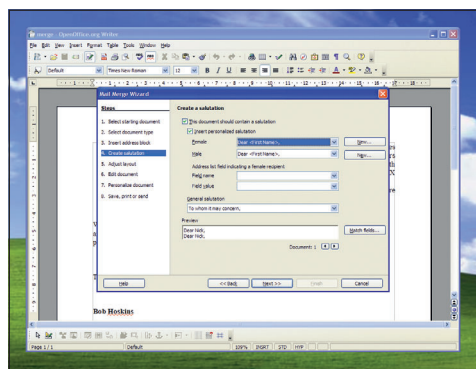 merge - OpenOffice.org Writer
File Edit View Insert Format Table Tools Window Help
Default Times New Roman 12 B I U
Mail Merge Wizard
Steps
1. Select starting document
2. Select document type
3. Insert address block
4. Create salutation
5. Adjust layout
6. Edit document
7. Personalize document
8. Save, print or send
Create a salutation
This document should contain a salutation
Insert personalized salutation
Female Dear <First Name>, New...
Male Dear <First Name>, New...
Address list field indicating a female recipient
Field name
Field value
General salutation
To whom it may concern,
Preview
Dear Nick,
Dear Nick,
Match fields...
Document: 1
Help << Back Next >> Finish Cancel
Bob Hoskins
Page 1 / 1 Default 100% INSRT STD HYP